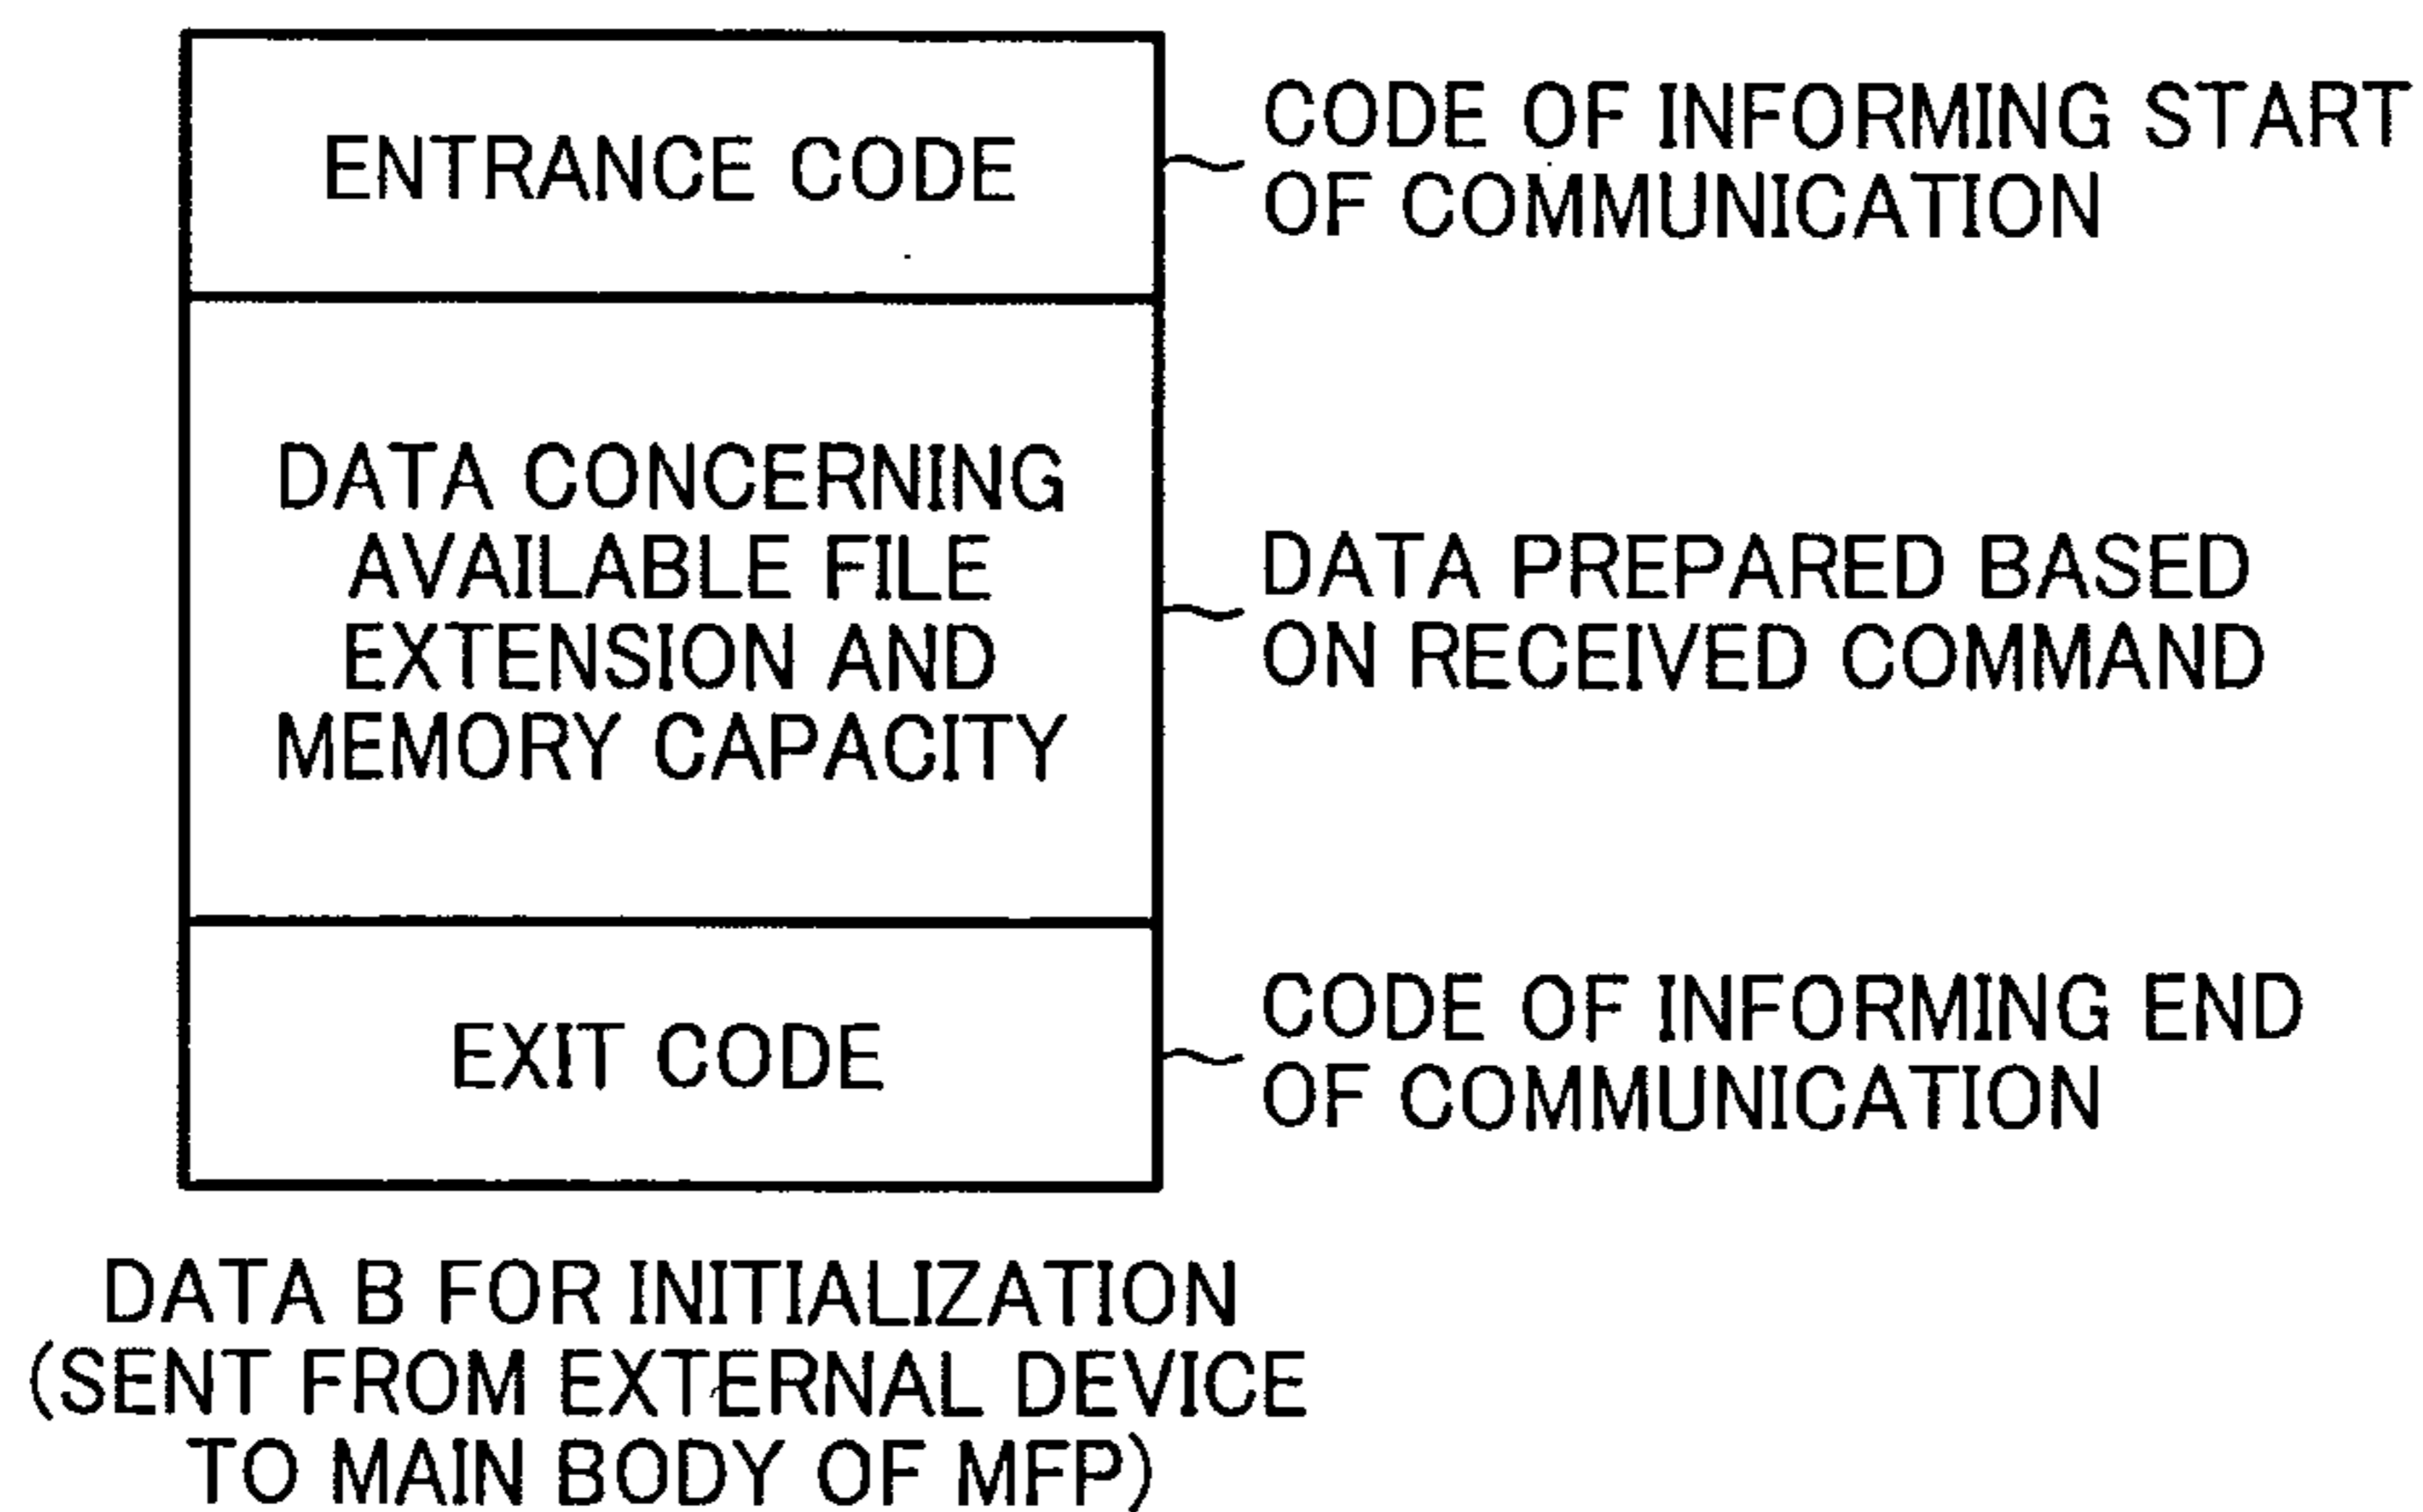 ENTRANCE CODE
CODE OF INFORMING START
OF COMMUNICATION
DATA CONCERNING
AVAILABLE FILE
EXTENSION AND
MEMORY CAPACITY
DATA PREPARED BASED
ON RECEIVED COMMAND
EXIT CODE
CODE OF INFORMING END
OF COMMUNICATION
DATA B FOR INITIALIZATION
(SENT FROM EXTERNAL DEVICE
TO MAIN BODY OF MFP)